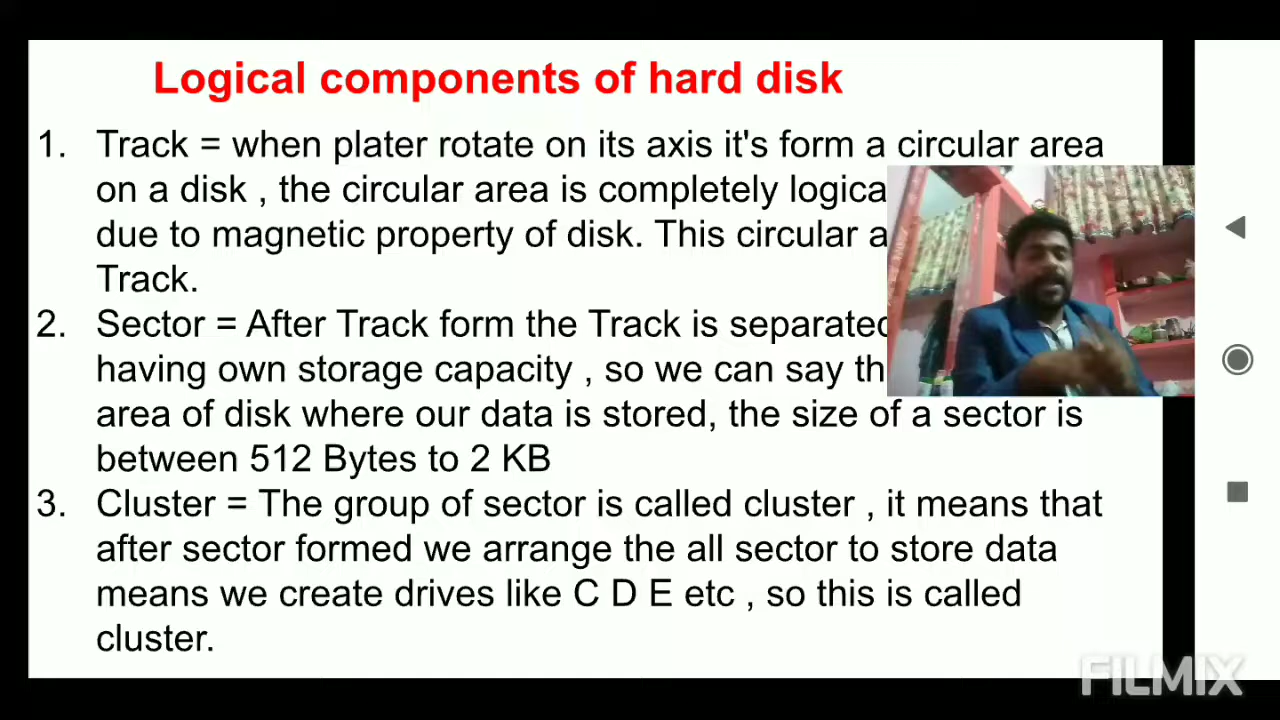 Logical components of hard disk
1. Track = when plater rotate on its axis it's form a circular area
on a disk , the circular area is completely logica
due to magnetic property of disk. This circular a
Track.
2. Sector = After Track form the Track is separated
having own storage capacity , so we can say th
area of disk where our data is stored, the size of a sector is
between 512 Bytes to 2 KB
3. Cluster = The group of sector is called cluster , it means that
after sector formed we arrange the all sector to store data
means we create drives like C D E etc , so this is called
cluster.
FILMIX